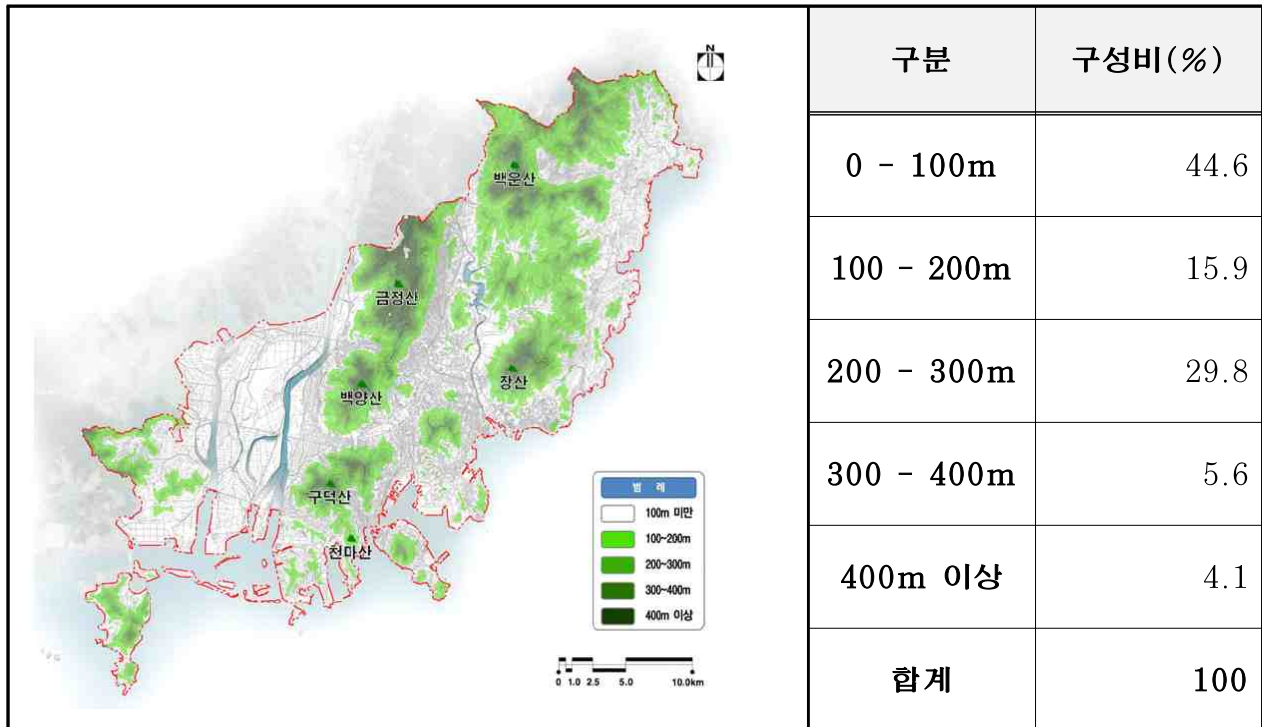 N
백운산
금정산
백양산
장산
구덕산
천마산
범 례
100m 미만
100~200m
200~300m
300~400m
400m 이상
0 1.0 2.5 5.0 10.0km
구분 구성비(%)
0 - 100m 44.6
100 - 200m 15.9
200 - 300m 29.8
300 - 400m 5.6
400m 이상 4.1
합계 100